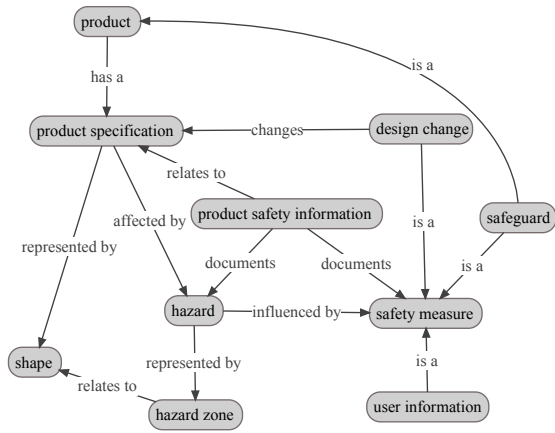 product
is a
has a
product specification
changes
design change
relates to
product safety information
safeguard
affected by
is a
represented by
documents
documents
is a
hazard
influenced by
safety measure
shape
represented by
is a
relates to
hazard zone
user information